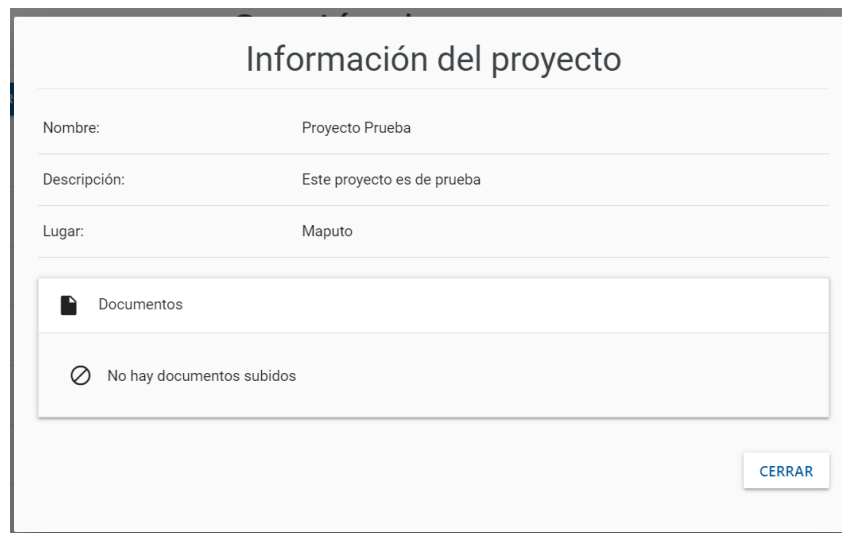 Información del proyecto
Nombre: Proyecto Prueba
Descripción: Este proyecto es de prueba
Lugar: Maputo
Documentos
No hay documentos subidos
CERRAR